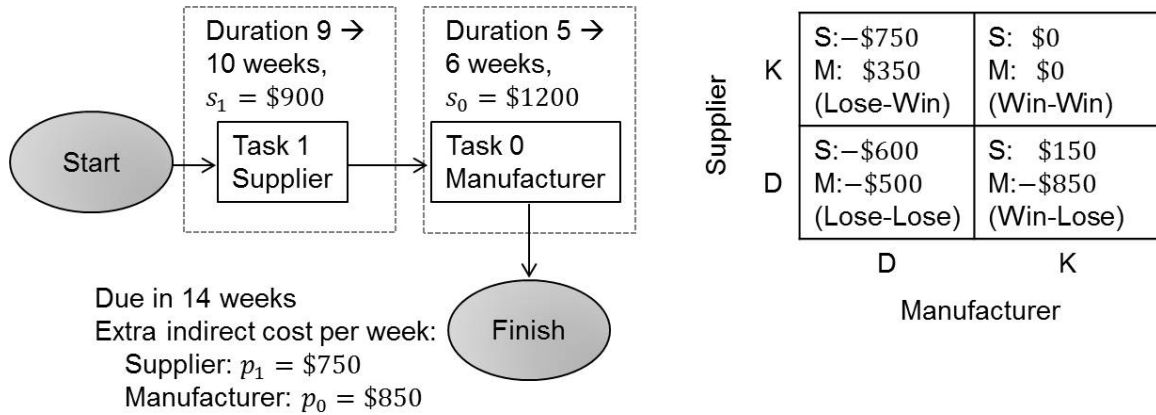 Duration 9 →
10 weeks,
s₁ = $900
Duration 5 →
6 weeks,
s₀ = $1200
Start
Task 1
Supplier
Task 0
Manufacturer
Finish
Due in 14 weeks
Extra indirect cost per week:
Supplier: p₁ = $750
Manufacturer: p₀ = $850
Supplier
K
S:−$750
M: $350
(Lose-Win)
S: $0
M: $0
(Win-Win)
D
S:−$600
M:−$500
(Lose-Lose)
S: $150
M:−$850
(Win-Lose)
D K
Manufacturer